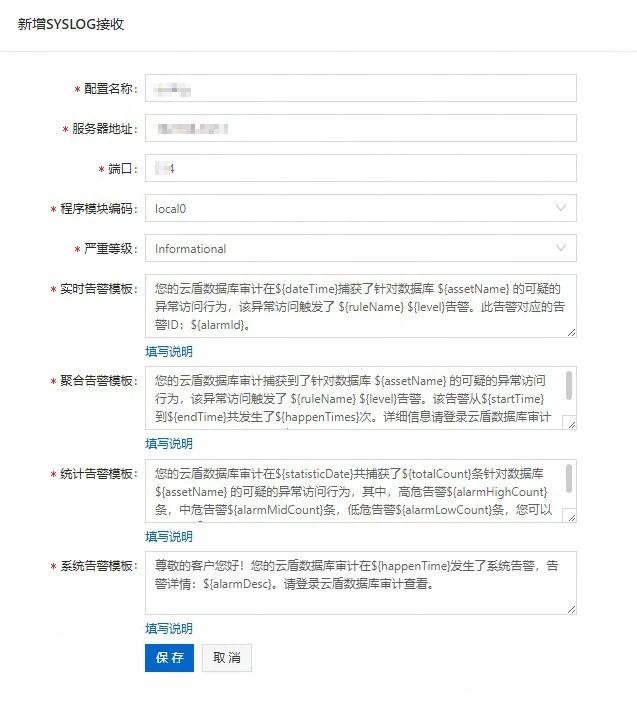 新增SYSLOG接收
* 配置名称:
* 服务器地址:
* 端口: 4
* 程序模块编码: local0
* 严重等级: Informational
* 实时告警模板: 您的云盾数据库审计在${dateTime}捕获了针对数据库 ${assetName} 的可疑的
异常访问行为，该异常访问触发了 ${ruleName} ${level}告警。此告警对应的告
警ID：${alarmId}。
填写说明
* 聚合告警模板: 您的云盾数据库审计捕获到了针对数据库 ${assetName} 的可疑的异常访问
行为，该异常访问触发了 ${ruleName} ${level}告警。该告警从${startTime}
到${endTime}共发生了${happenTimes}次。详细信息请登录云盾数据库审计
填写说明
* 统计告警模板: 您的云盾数据库审计在${statisticDate}共捕获了${totalCount}条针对数据库
${assetName} 的可疑的异常访问行为，其中，高危告警${alarmHighCount}
条，中危告警${alarmMidCount}条，低危告警${alarmLowCount}条，您可以
填写说明
* 系统告警模板: 尊敬的客户您好！您的云盾数据库审计在${happenTime}发生了系统告警，告
警详情：${alarmDesc}。请登录云盾数据库审计查看。
填写说明
保存 取消